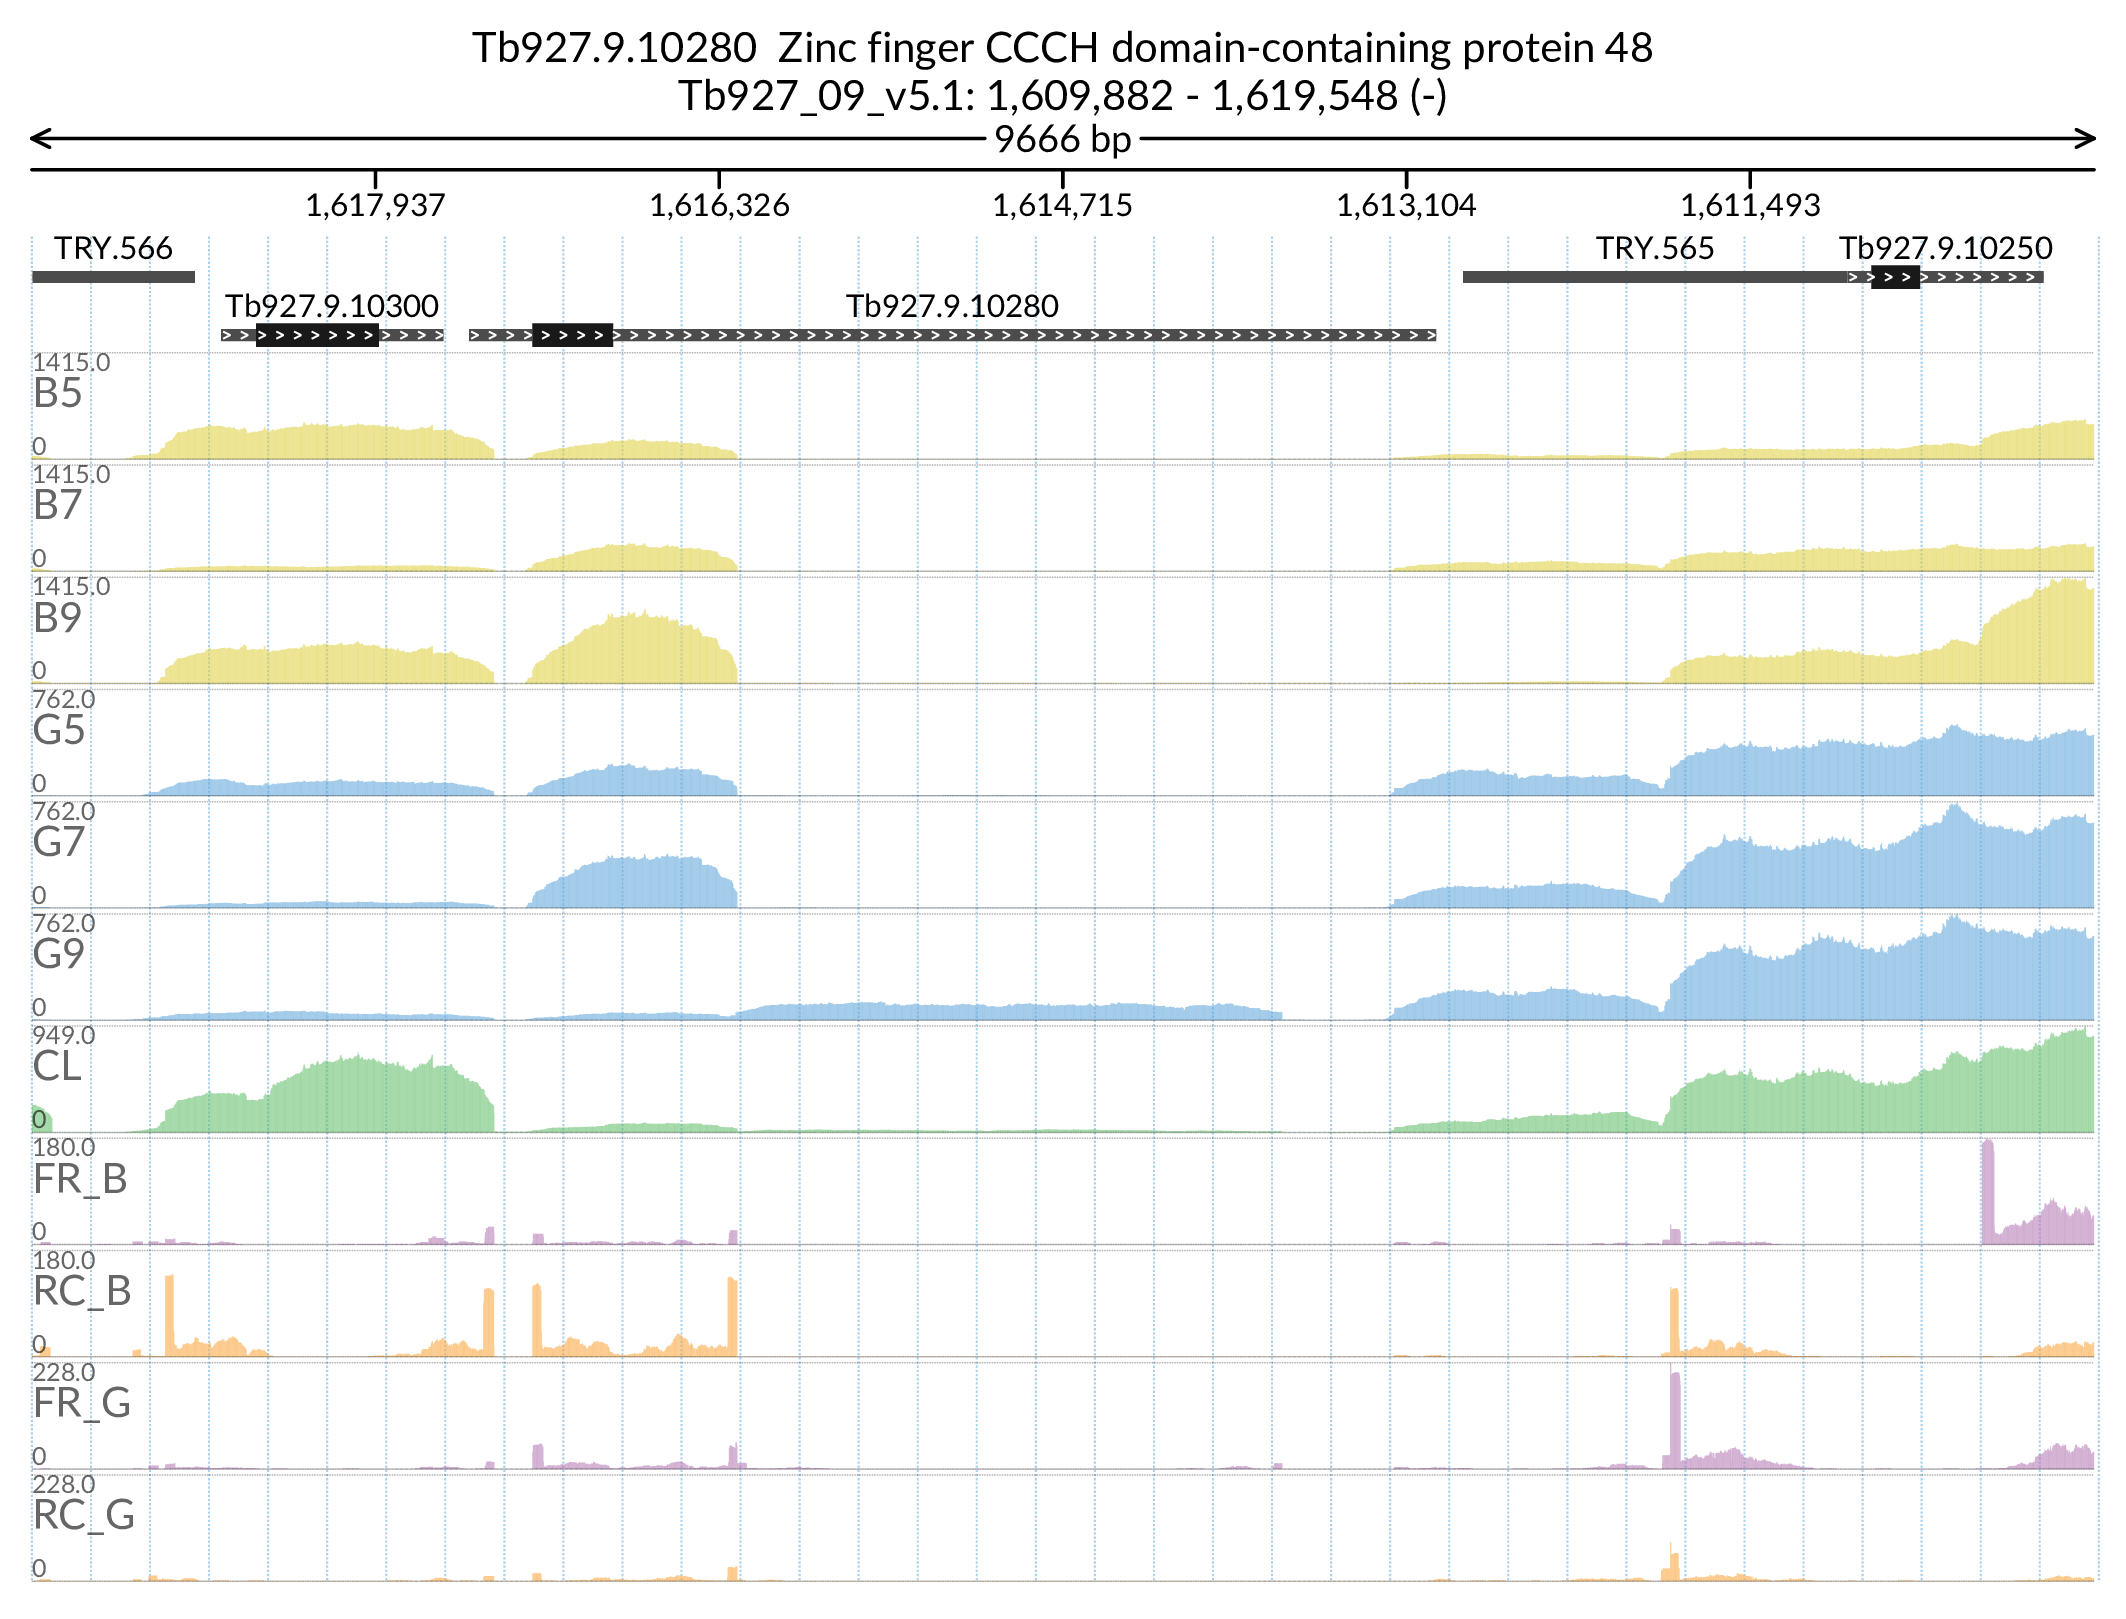 Tb927.9.10280  Zinc finger CCCH domain-containing protein 48
Tb927_09_v5.1: 1,609,882 - 1,619,548 (-)
9666 bp
1,617,937 1,616,326 1,614,715 1,613,104 1,611,493
TRY.566 TRY.565 Tb927.9.10250
Tb927.9.10300 Tb927.9.10280
1415.0
B5
0
1415.0
B7
0
1415.0
B9
0
762.0
G5
0
762.0
G7
0
762.0
G9
0
949.0
CL
0
180.0
FR_B
0
180.0
RC_B
0
228.0
FR_G
0
228.0
RC_G
0